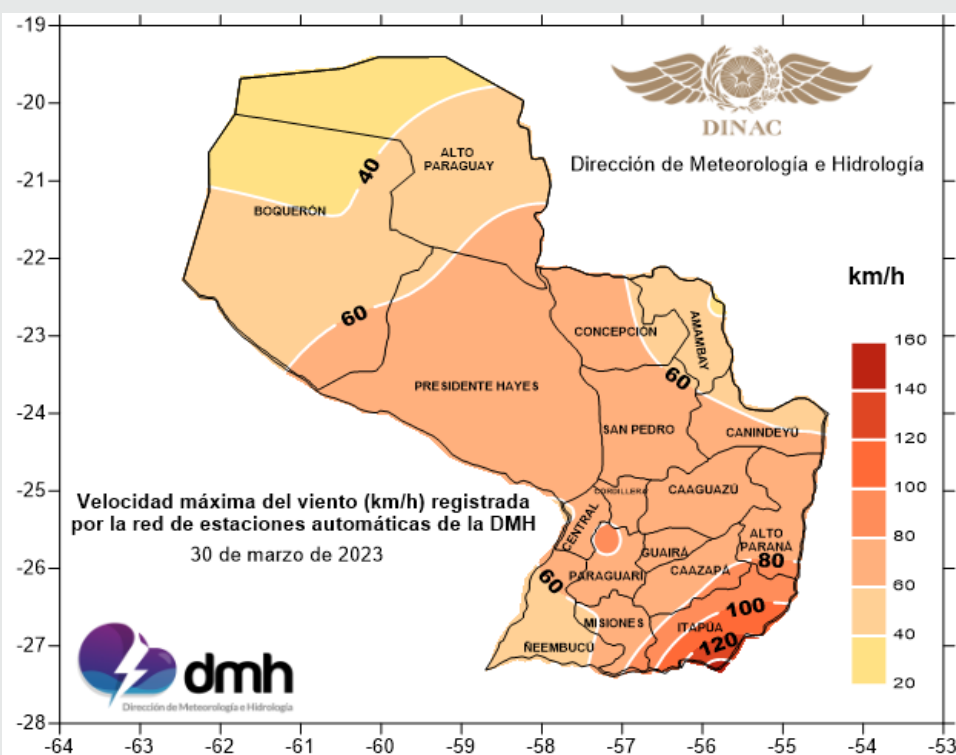 -19
-20
-21
-22
-23
-24
-25
-26
-27
-28
-64
-63
-62
-61
-60
-59
-58
-57
-56
-55
-54
-53
DINAC
Dirección de Meteorología e Hidrología
ALTO
PARAGUAY
40
BOQUERÓN
60
CONCEPCIÓN
AMAMBAY
60
PRESIDENTE HAYES
SAN PEDRO
CANINDEYÚ
CORDILLERA
CAAGUAZÚ
CENTRAL
ALTO
PARANÁ
GUAIRÁ
80
CAAZAPÁ
PARAGUARÍ
60
100
MISIONES
ITAPÚA
120
ÑEEMBUCÚ
km/h
160
140
120
100
80
60
40
20
Velocidad máxima del viento (km/h) registrada
por la red de estaciones automáticas de la DMH
30 de marzo de 2023
dmh
Dirección de Meteorología e Hidrología